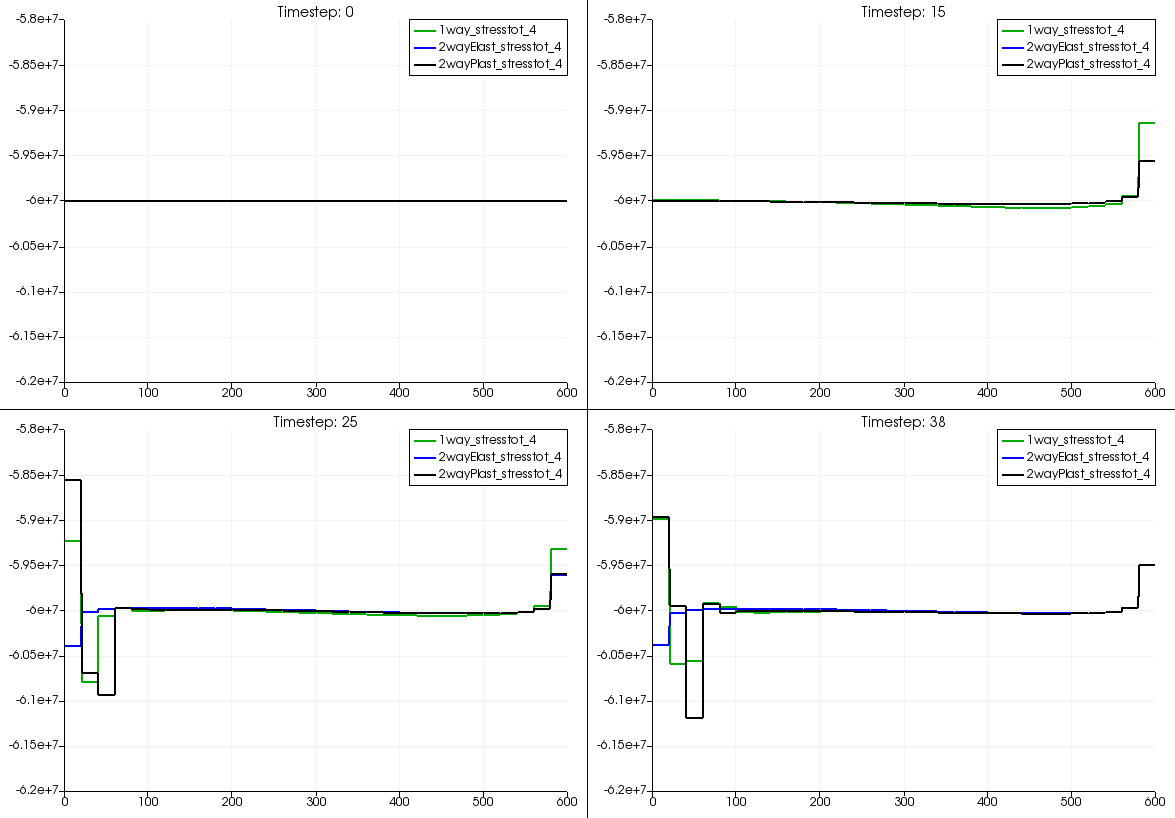 Timestep: 0
-5.8e+7
-5.85e+7
-5.9e+7
-5.95e+7
-6e+7
-6.05e+7
-6.1e+7
-6.15e+7
-6.2e+7
1way_stresstot_4
2wayElast_stresstot_4
2wayPlast_stresstot_4
0 100 200 300 400 500 600
Timestep: 15
-5.8e+7
-5.85e+7
-5.9e+7
-5.95e+7
-6e+7
-6.05e+7
-6.1e+7
-6.15e+7
-6.2e+7
1way_stresstot_4
2wayElast_stresstot_4
2wayPlast_stresstot_4
0 100 200 300 400 500 600
Timestep: 25
-5.8e+7
-5.85e+7
-5.9e+7
-5.95e+7
-6e+7
-6.05e+7
-6.1e+7
-6.15e+7
-6.2e+7
1way_stresstot_4
2wayElast_stresstot_4
2wayPlast_stresstot_4
0 100 200 300 400 500 600
Timestep: 38
-5.8e+7
-5.85e+7
-5.9e+7
-5.95e+7
-6e+7
-6.05e+7
-6.1e+7
-6.15e+7
-6.2e+7
1way_stresstot_4
2wayElast_stresstot_4
2wayPlast_stresstot_4
0 100 200 300 400 500 600